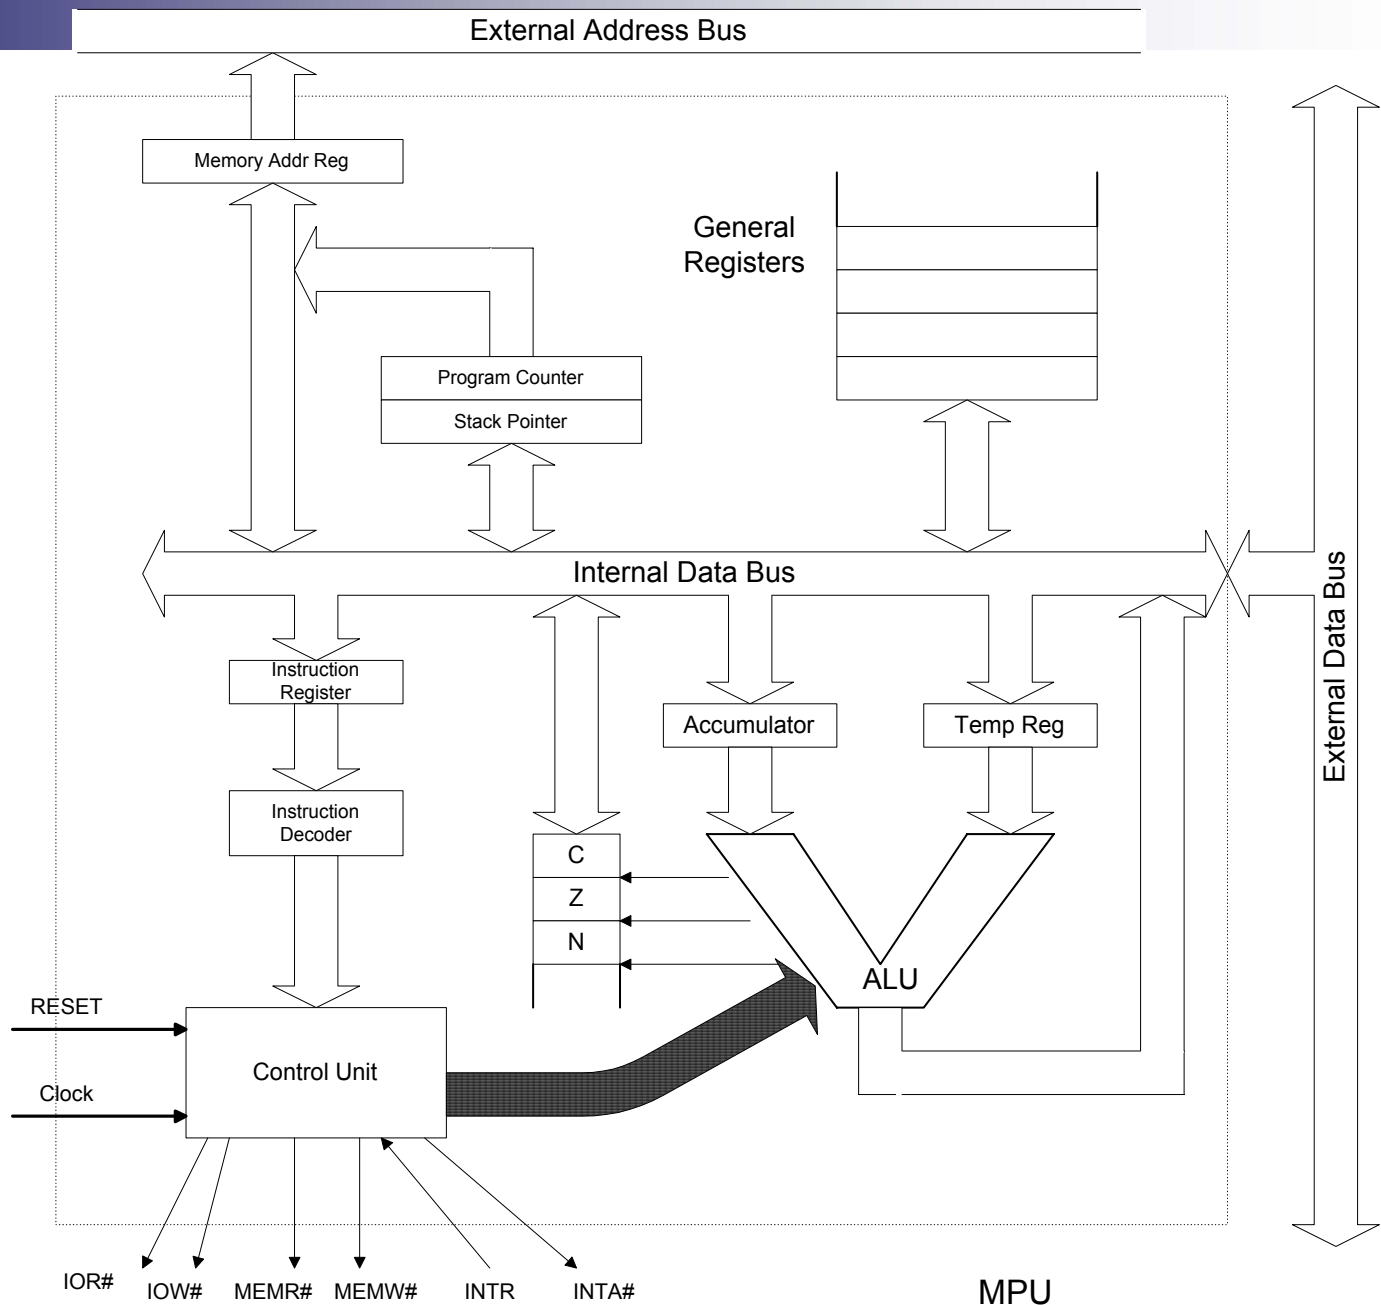 External Address Bus
Memory Addr Reg
General
Registers
Program Counter
Stack Pointer
Internal Data Bus
External Data Bus
Instruction
Register
Accumulator
Temp Reg
Instruction
Decoder
C
Z
N
ALU
RESET
Control Unit
Clock
IOR#
IOW#
MEMR#
MEMW#
INTR
INTA#
MPU